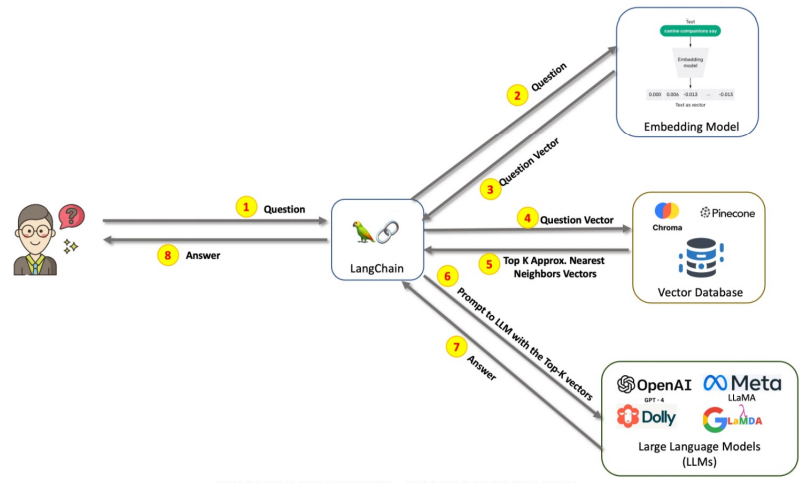 Text
canine companions say
Embedding
model
0.000 0.006 -0.013 ... -0.013
Text as vector
Embedding Model
2 Question
3 Question Vector
1 Question
8 Answer
LangChain
4 Question Vector
5 Top K Approx. Nearest
Neighbors Vectors
Chroma
Pinecone
Vector Database
6 Prompt to LLM with the Top-K vectors
7 Answer
OpenAI
GPT - 4
Meta
LLaMA
Dolly
GLaMDA
Large Language Models
(LLMs)